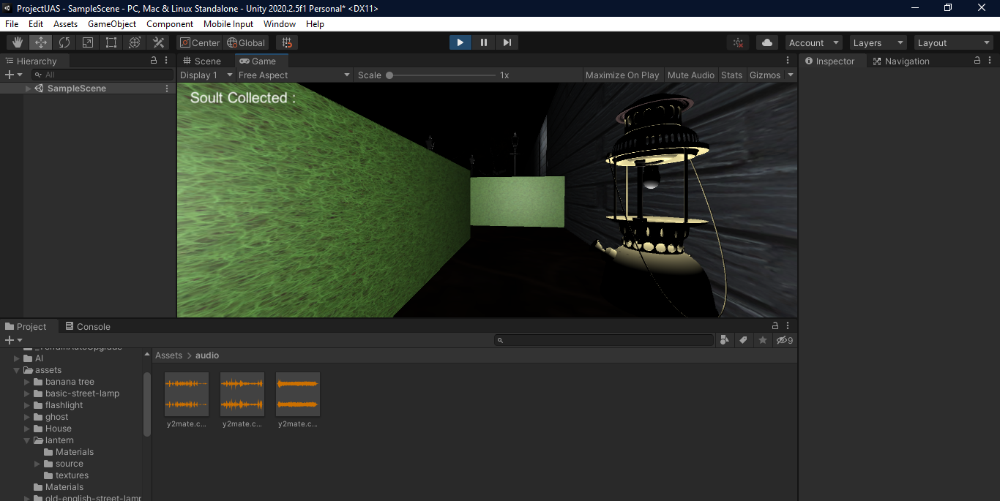 ProjectUAS - SampleScene - PC, Mac & Linux Standalone - Unity 2020.2.5f1 Personal* <DX11>
File Edit Assets GameObject Component Mobile Input Window Help
Center Global Account Layers Layout
Hierarchy Scene Game Inspector Navigation
All Display 1 Free Aspect Scale 1x Maximize On Play Mute Audio Stats Gizmos
SampleScene
Soult Collected :
Project Console
9
_TerrainAutoUpgrade
Assets > audio
AI
assets
banana tree
basic-street-lamp
flashlight
ghost
House
lantern
Materials
source
textures
Materials
old-english-street-lamp
y2mate.c... y2mate.c... y2mate.c...